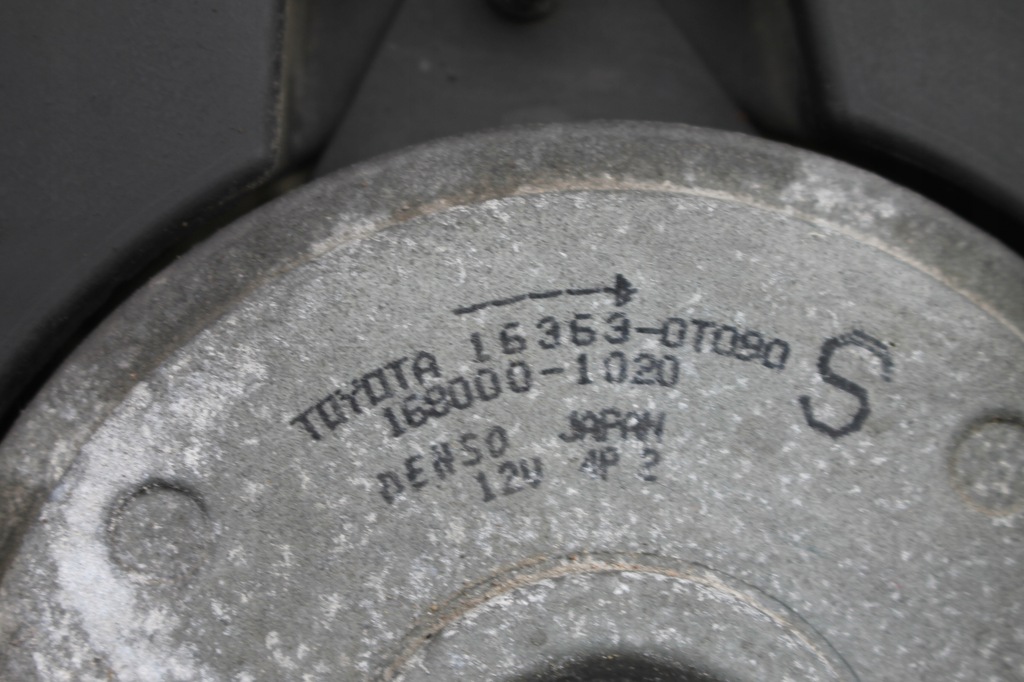 TOYOTA 16363-0T090 S
168000-1020
DENSO JAPAN
12V 4P 2